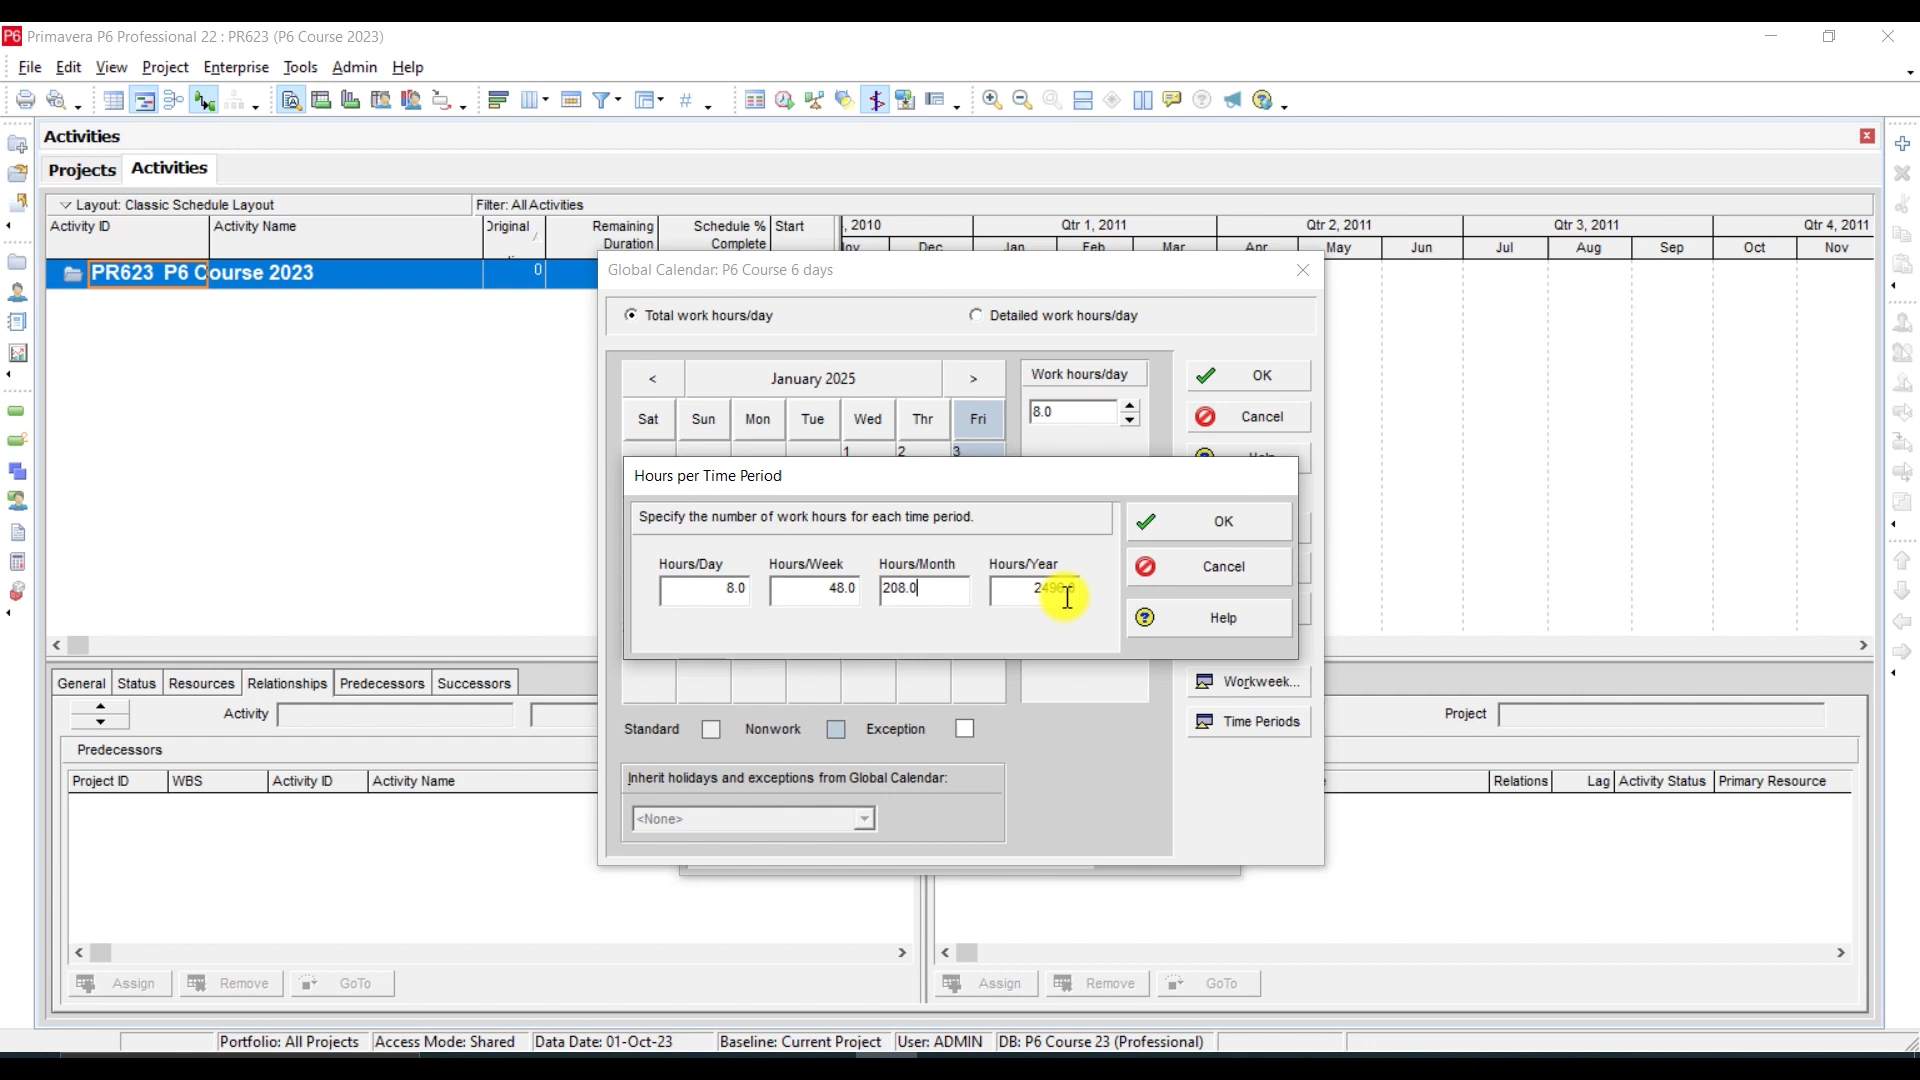 P6 Primavera P6 Professional 22 : PR623 (P6 Course 2023)
File Edit View Project Enterprise Tools Admin Help
Activities
Projects Activities
Layout: Classic Schedule Layout Filter: All Activities
Activity ID Activity Name Original Remaining Duration Schedule % Complete Start , 2010 Qtr 1, 2011 Qtr 2, 2011 Qtr 3, 2011 Qtr 4, 2011
Dec Jan Feb Mar Apr May Jun Jul Aug Sep Oct Nov
PR623 P6 Course 2023 0
Global Calendar: P6 Course 6 days
Total work hours/day Detailed work hours/day
< January 2025 > Work hours/day OK
Sat Sun Mon Tue Wed Thr Fri 8.0 Cancel
1 2 3 Help
Hours per Time Period
Specify the number of work hours for each time period. OK
Hours/Day Hours/Week Hours/Month Hours/Year Cancel
8.0 48.0 208.0
Help
General Status Resources Relationships Predecessors Successors Workweek...
Activity Project
Standard Nonwork Exception Time Periods
Predecessors
Inherit holidays and exceptions from Global Calendar:
Project ID WBS Activity ID Activity Name Relations Lag Activity Status Primary Resource
<None>
Assign Remove GoTo Assign Remove GoTo
Portfolio: All Projects Access Mode: Shared Data Date: 01-Oct-23 Baseline: Current Project User: ADMIN DB: P6 Course 23 (Professional)